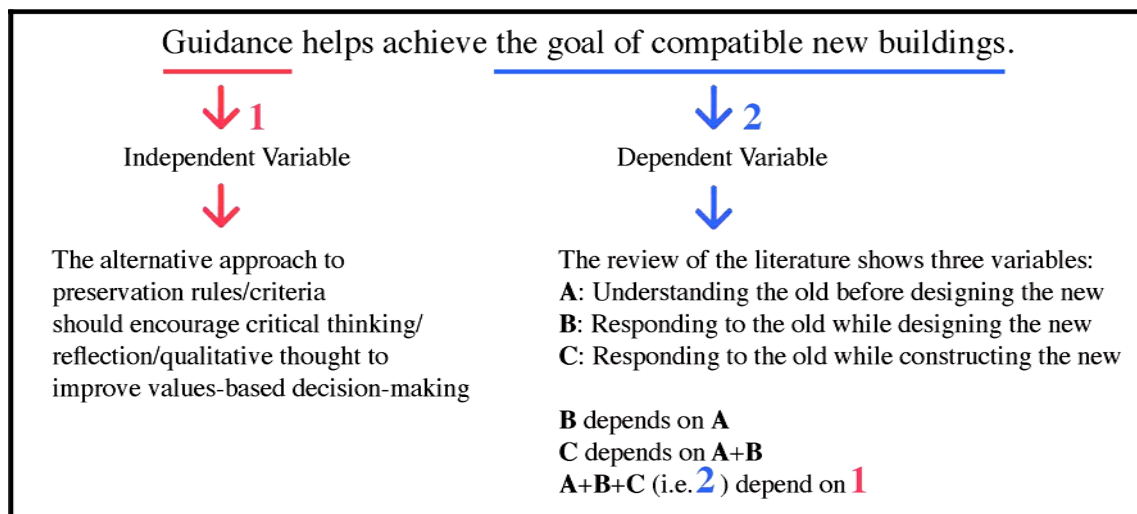 Guidance helps achieve the goal of compatible new buildings.
1
Independent Variable
The alternative approach to
preservation rules/criteria
should encourage critical thinking/
reflection/qualitative thought to
improve values-based decision-making
2
Dependent Variable
The review of the literature shows three variables:
A: Understanding the old before designing the new
B: Responding to the old while designing the new
C: Responding to the old while constructing the new
B depends on A
C depends on A+B
A+B+C (i.e.2) depend on 1